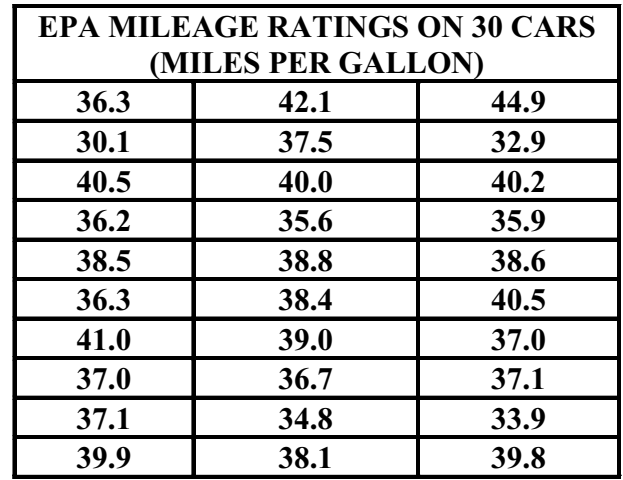 EPA MILEAGE RATINGS ON 30 CARS
(MILES PER GALLON)
36.3 42.1 44.9
30.1 37.5 32.9
40.5 40.0 40.2
36.2 35.6 35.9
38.5 38.8 38.6
36.3 38.4 40.5
41.0 39.0 37.0
37.0 36.7 37.1
37.1 34.8 33.9
39.9 38.1 39.8